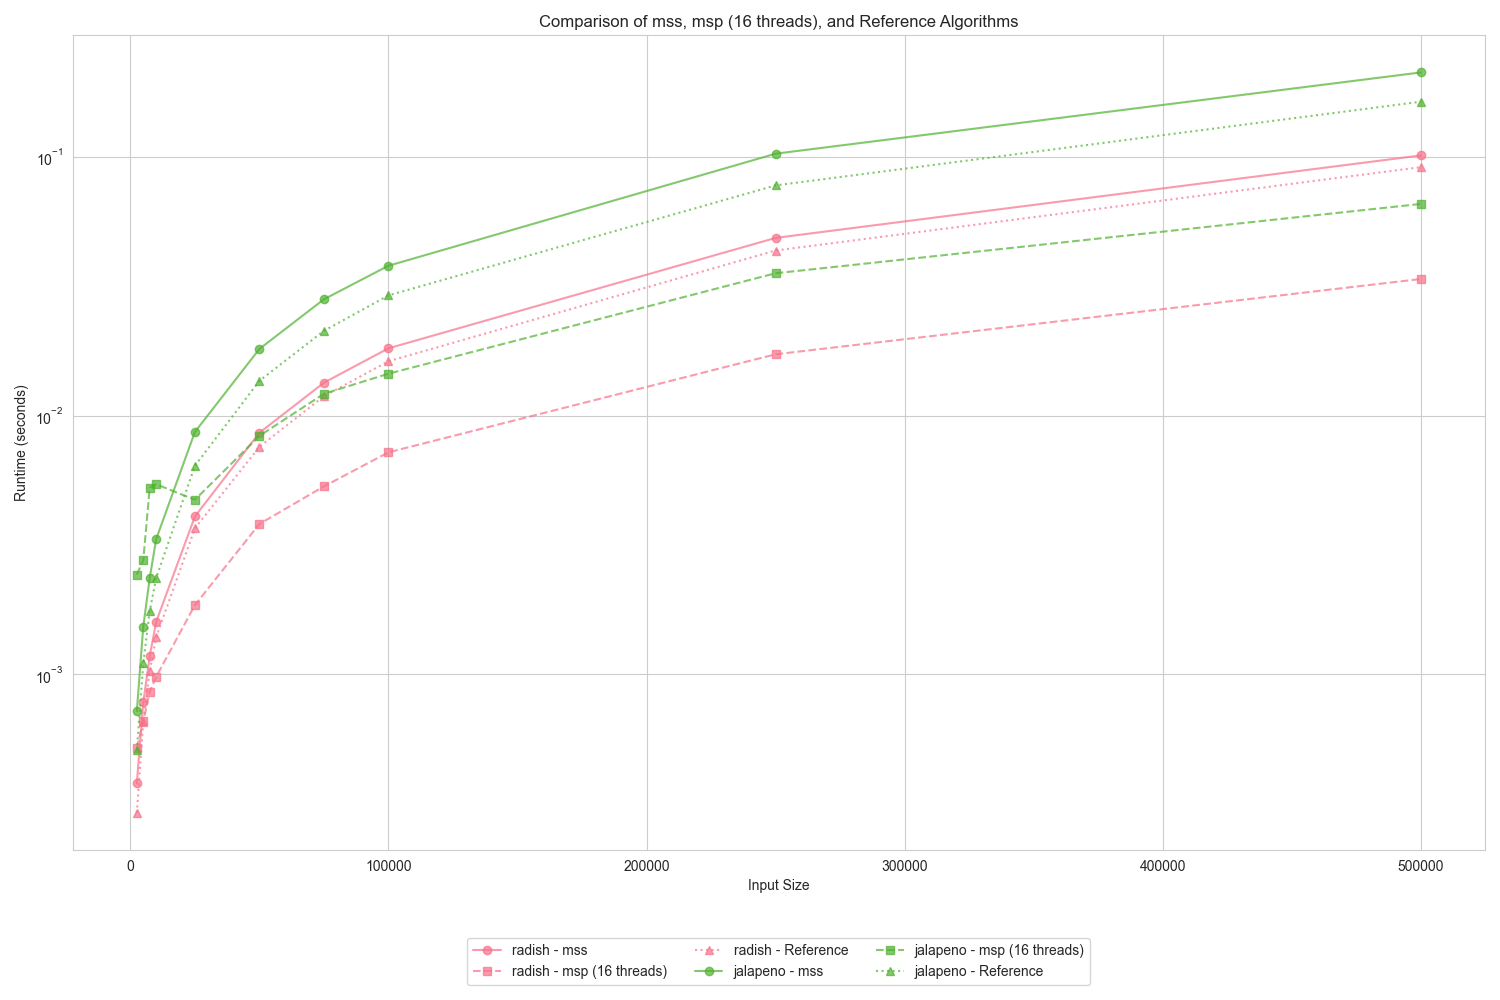 Comparison of mss, msp (16 threads), and Reference Algorithms
Runtime (seconds)
10⁻¹
10⁻²
10⁻³
0 100000 200000 300000 400000 500000
Input Size
radish - mss radish - Reference jalapeno - msp (16 threads)
radish - msp (16 threads) jalapeno - mss jalapeno - Reference